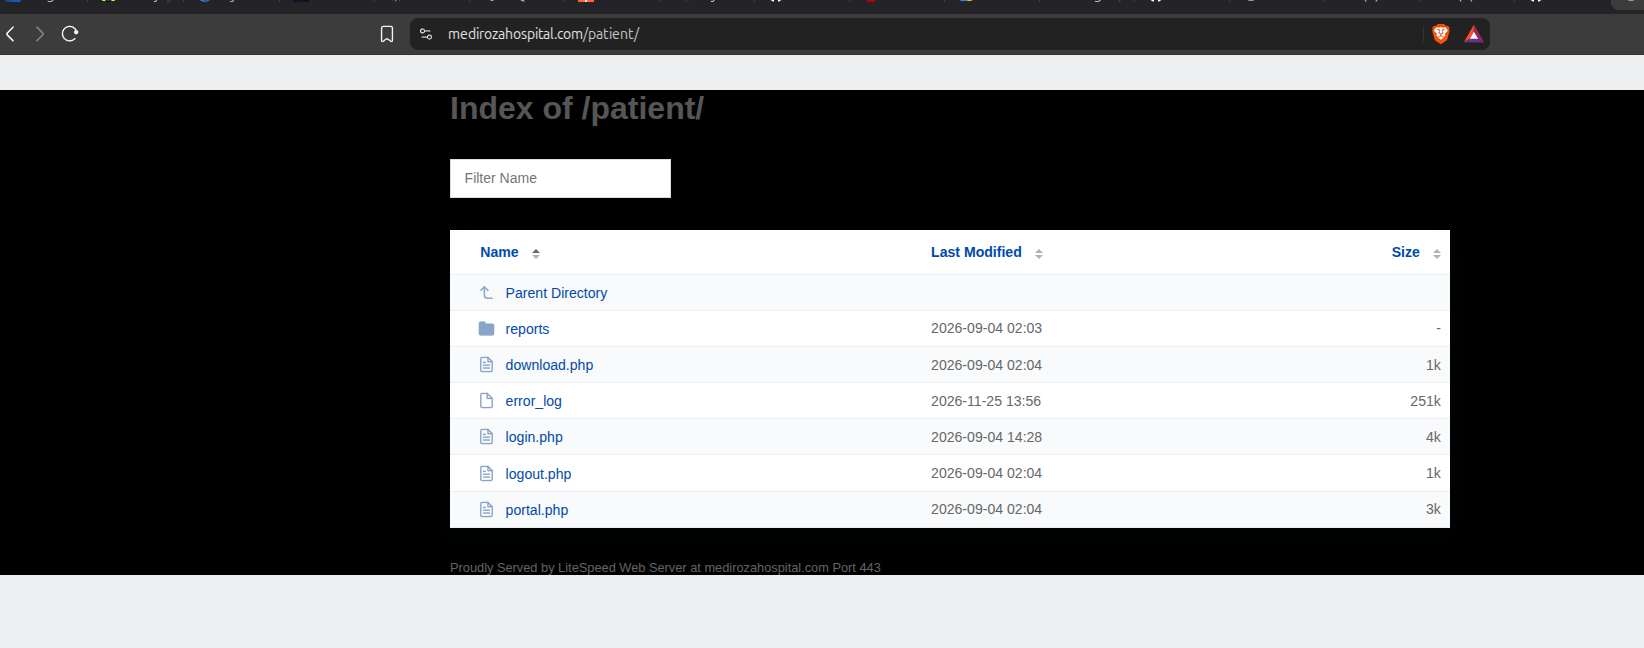 medirozahospital.com/patient/
Index of /patient/
Filter Name
Name Last Modified Size
Parent Directory
reports 2026-09-04 02:03 -
download.php 2026-09-04 02:04 1k
error_log 2026-11-25 13:56 251k
login.php 2026-09-04 14:28 4k
logout.php 2026-09-04 02:04 1k
portal.php 2026-09-04 02:04 3k
Proudly Served by LiteSpeed Web Server at medirozahospital.com Port 443